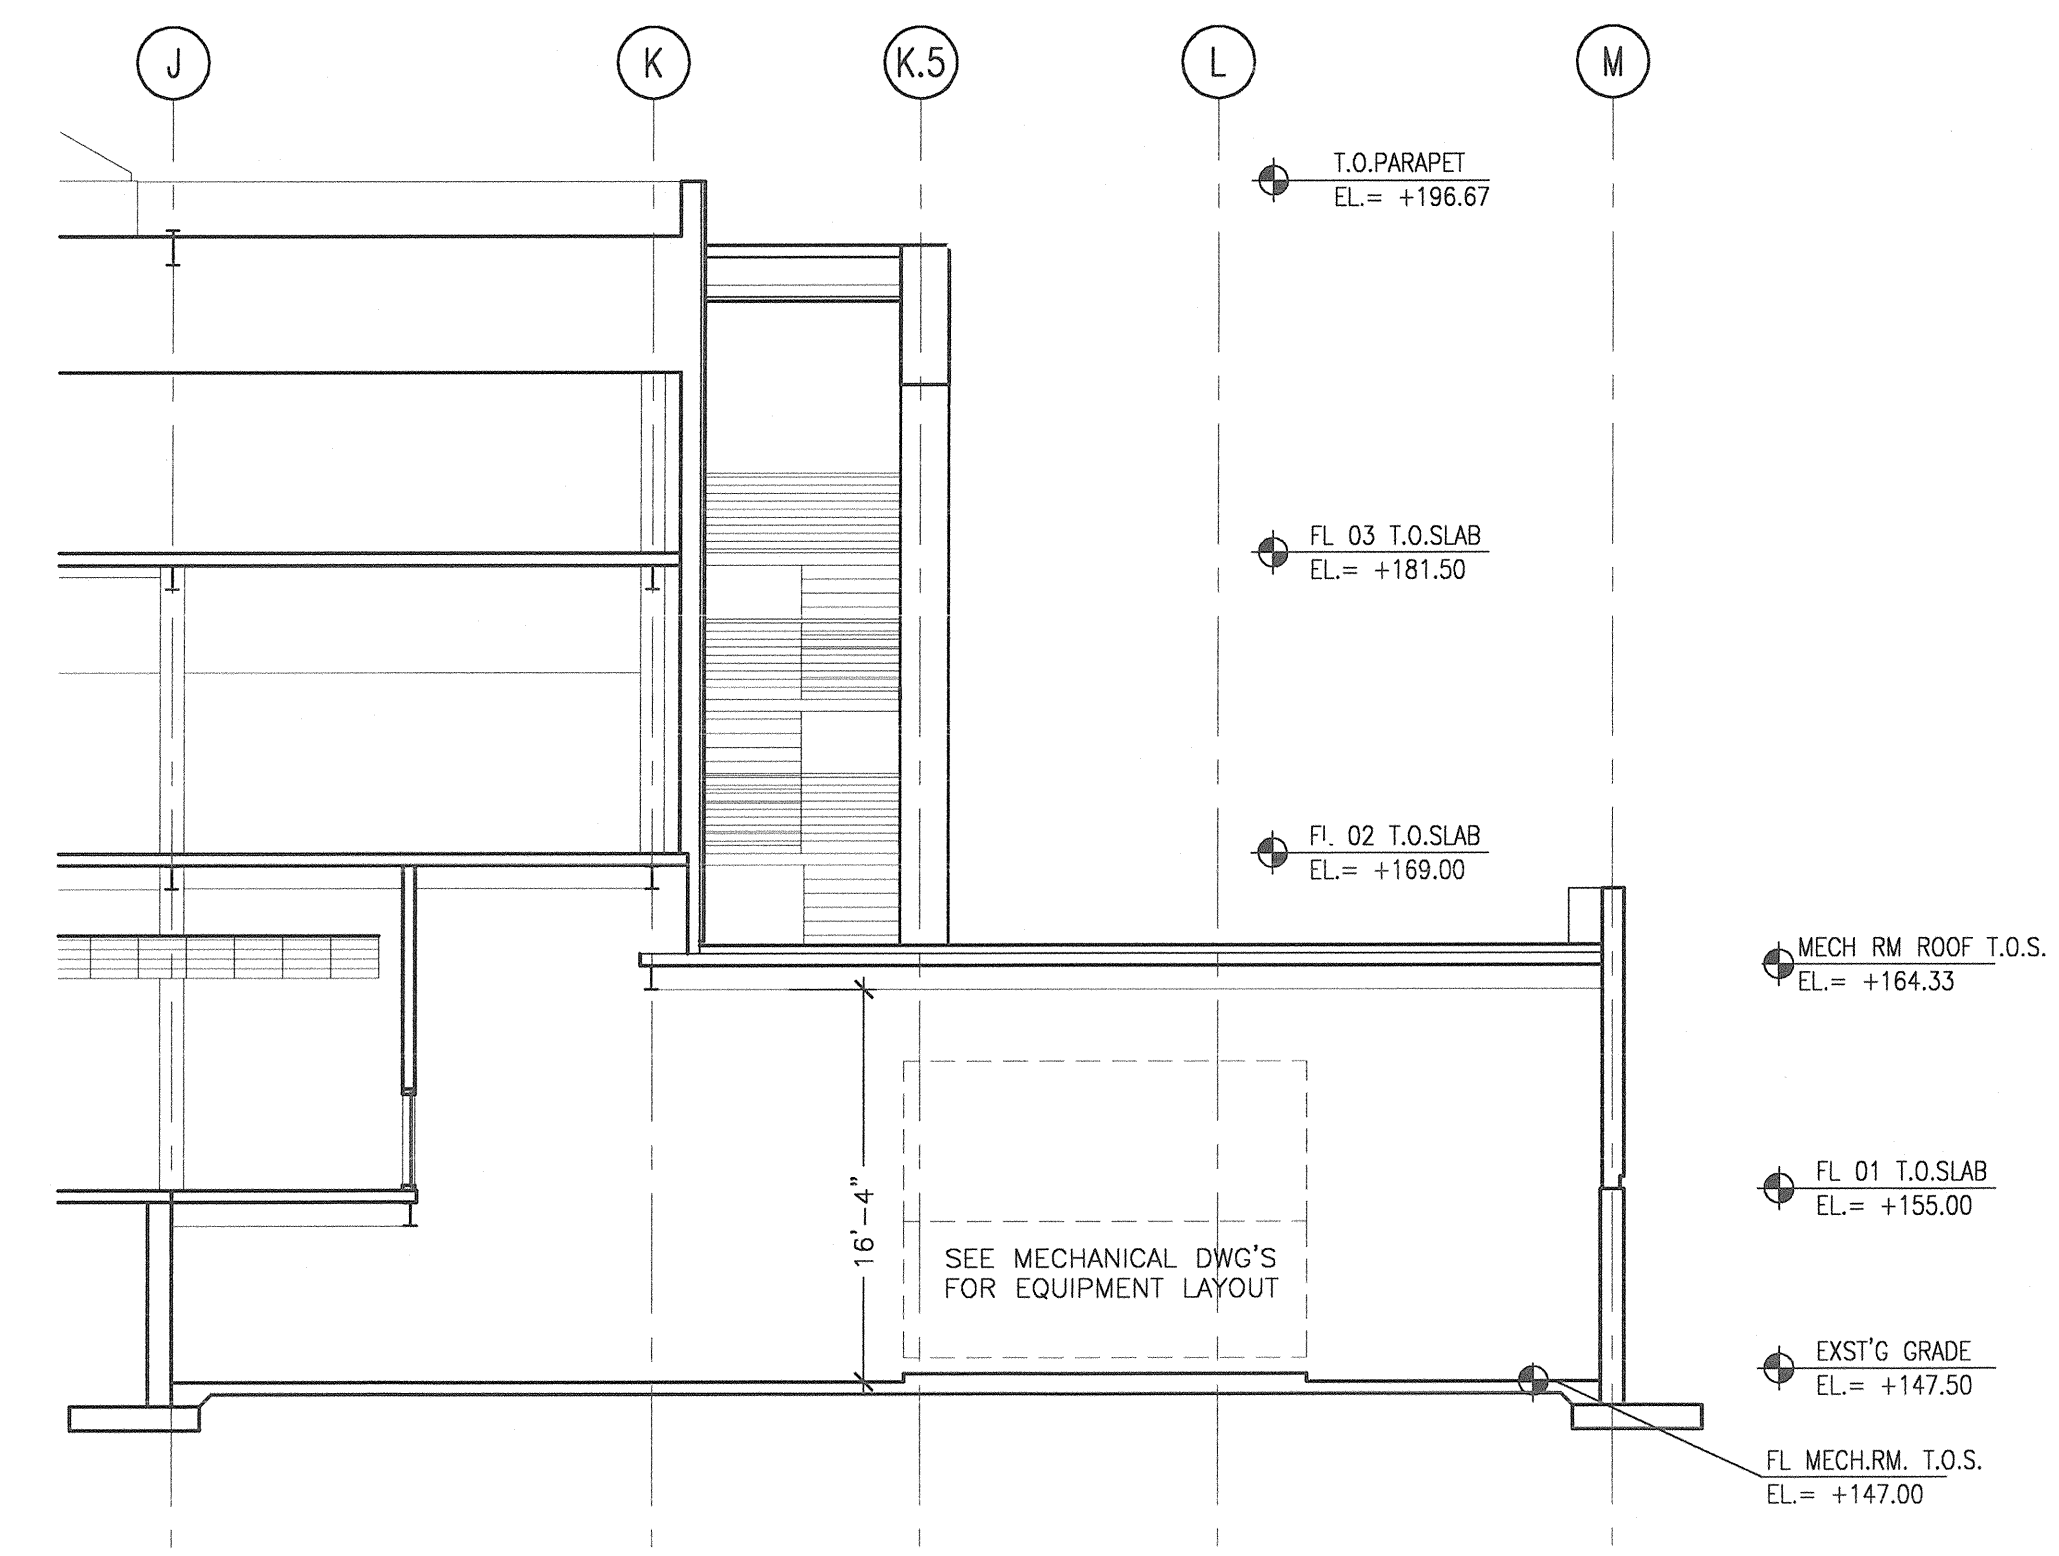 J
K
K.5
L
M
T.O.PARAPET
EL.= +196.67
FL 03 T.O.SLAB
EL.= +181.50
FL 02 T.O.SLAB
EL.= +169.00
MECH RM ROOF T.O.S.
EL.= +164.33
FL 01 T.O.SLAB
EL.= +155.00
16'-4"
SEE MECHANICAL DWG'S
FOR EQUIPMENT LAYOUT
EXST'G GRADE
EL.= +147.50
FL MECH.RM. T.O.S.
EL.= +147.00